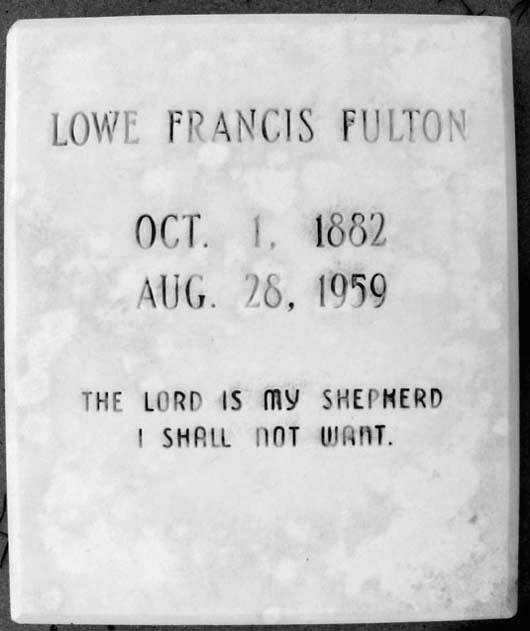 LOWE FRANCIS FULTON
OCT. 1, 1882
AUG. 28, 1959
THE LORD IS MY SHEPHERD
I SHALL NOT WANT.